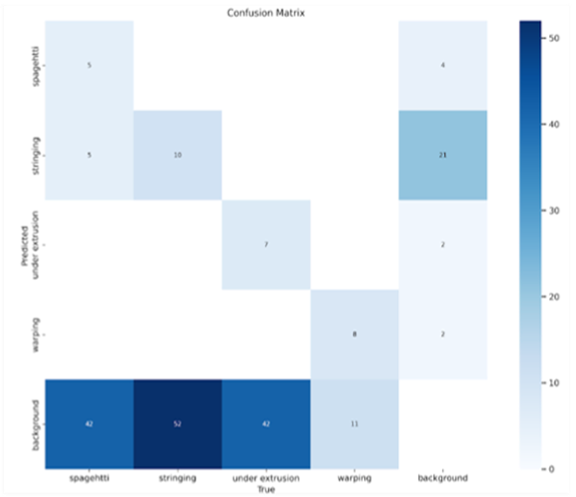 Confusion Matrix
spagehtti
5
4
50
stringing
5
10
21
40
Predicted
under extrusion
7
2
30
20
warping
8
2
10
background
42
52
42
11
0
spagehtti
stringing
under extrusion
warping
background
True